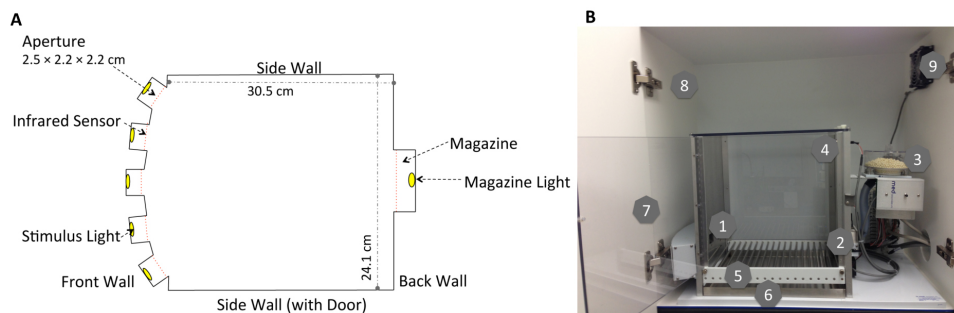 A
Aperture
2.5 × 2.2 × 2.2 cm
Side Wall
30.5 cm
Infrared Sensor
Magazine
Magazine Light
Stimulus Light
24.1 cm
Front Wall
Back Wall
Side Wall (with Door)
B
9
8
4
3
med
7
1
2
5
6